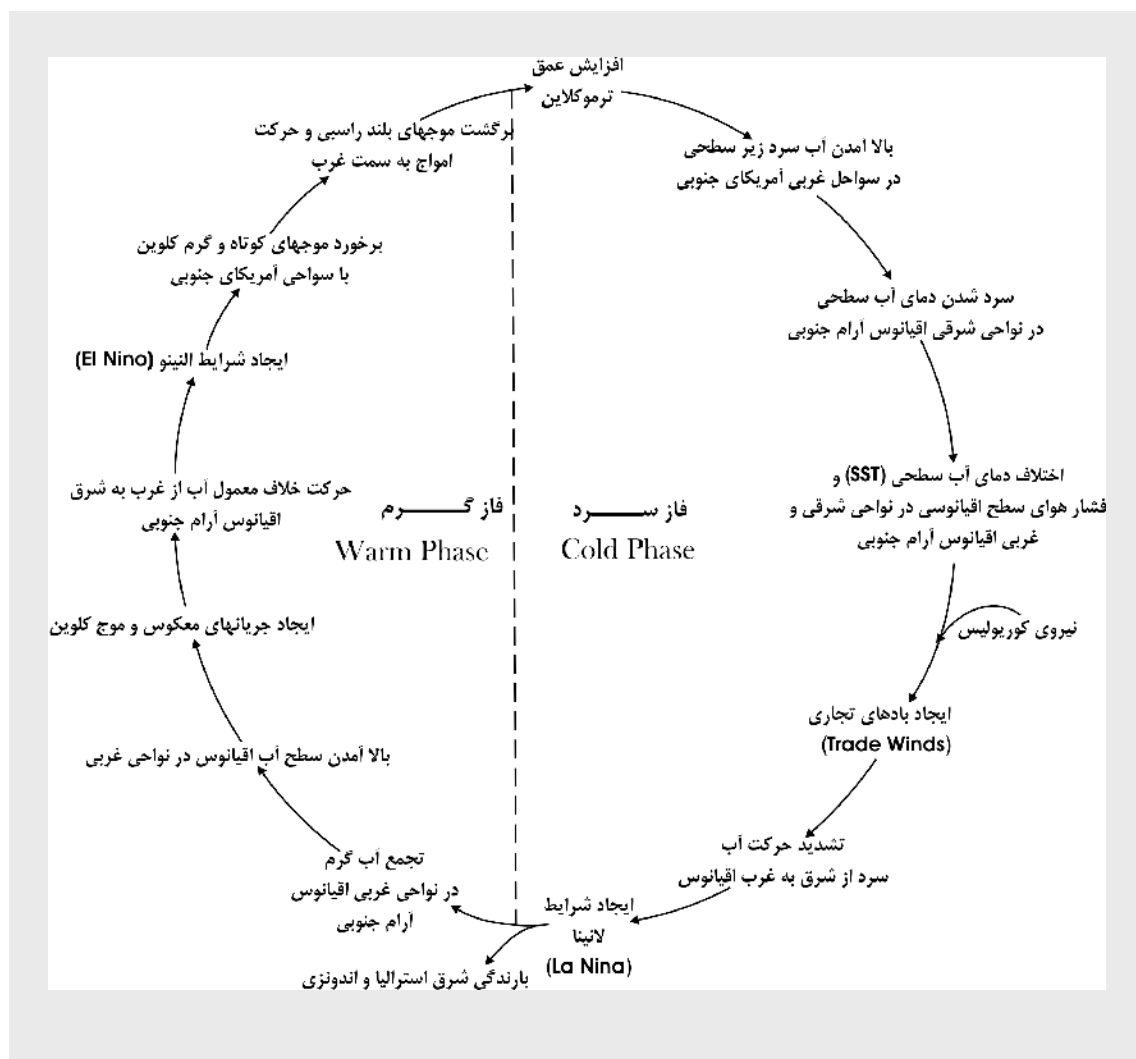 افزایش عمق
ترموکلاین
بالا آمدن آب سرد زیر سطحی
در سواحل غربی آمریکای جنوبی
سرد شدن دمای آب سطحی
در نواحی شرقی اقیانوس آرام جنوبی
اختلاف دمای آب سطحی (SST) و
فشار هوای سطح اقیانوسی در نواحی شرقی و
غربی اقیانوس آرام جنوبی
نیروی کوریولیس
ایجاد بادهای تجاری
(Trade Winds)
تشدید حرکت آب
سرد از شرق به غرب اقیانوس
ایجاد شرایط
لانینا
(La Nina)
بارندگی شرق استرالیا و اندونزی
تجمع آب گرم
در نواحی غربی اقیانوس
آرام جنوبی
بالا آمدن سطح آب اقیانوس در نواحی غربی
ایجاد جریانهای معکوس و موج کلوین
حرکت خلاف معمول آب از غرب به شرق
اقیانوس آرام جنوبی
ایجاد شرایط النینو (El Nino)
برخورد موجهای کوتاه و گرم کلوین
با سواحی آمریکای جنوبی
برگشت موجهای بلند راسبی و حرکت
امواج به سمت غرب
فاز سرد
Cold Phase
فاز گرم
Warm Phase